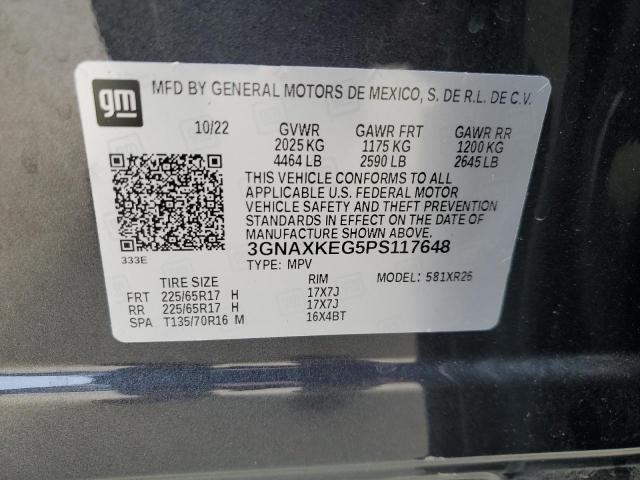 gm
MFD BY GENERAL MOTORS DE MEXICO, S. DE R.L. DE C.V.
10/22 GVWR GAWR FRT GAWR RR
2025 KG 1175 KG 1200 KG
4464 LB 2590 LB 2645 LB
THIS VEHICLE CONFORMS TO ALL
APPLICABLE U.S. FEDERAL MOTOR
VEHICLE SAFETY AND THEFT PREVENTION
STANDARDS IN EFFECT ON THE DATE OF
MANUFACTURE SHOWN ABOVE.
333E 3GNAXKEG5PS117648
TYPE: MPV
TIRE SIZE RIM MODEL: 581XR26
FRT 225/65R17 H 17X7J
RR 225/65R17 H 17X7J
SPA T135/70R16 M 16X4BT